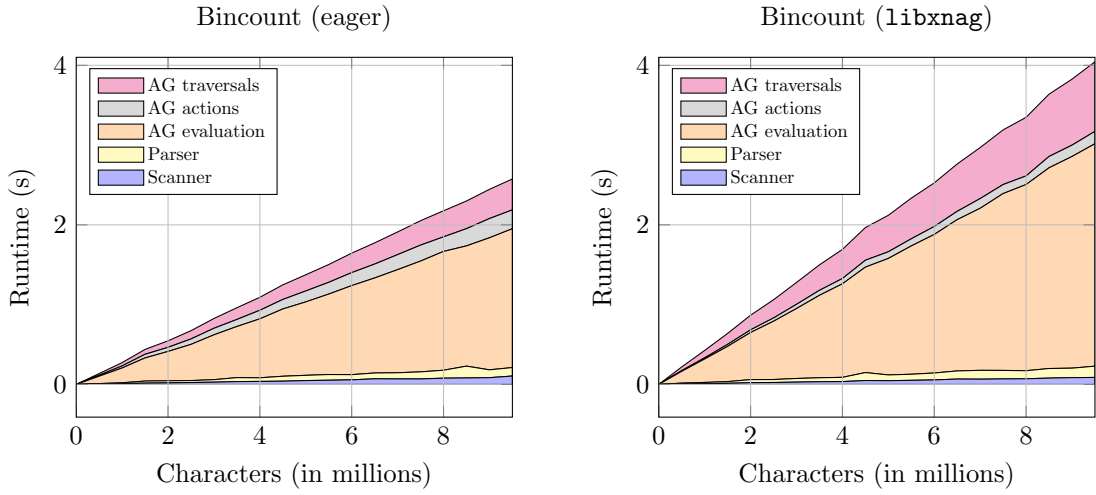 Bincount (eager)
4
2
0
0 2 4 6 8
Runtime (s)
Characters (in millions)
AG traversals
AG actions
AG evaluation
Parser
Scanner
Bincount (libxnag)
4
2
0
0 2 4 6 8
Runtime (s)
Characters (in millions)
AG traversals
AG actions
AG evaluation
Parser
Scanner